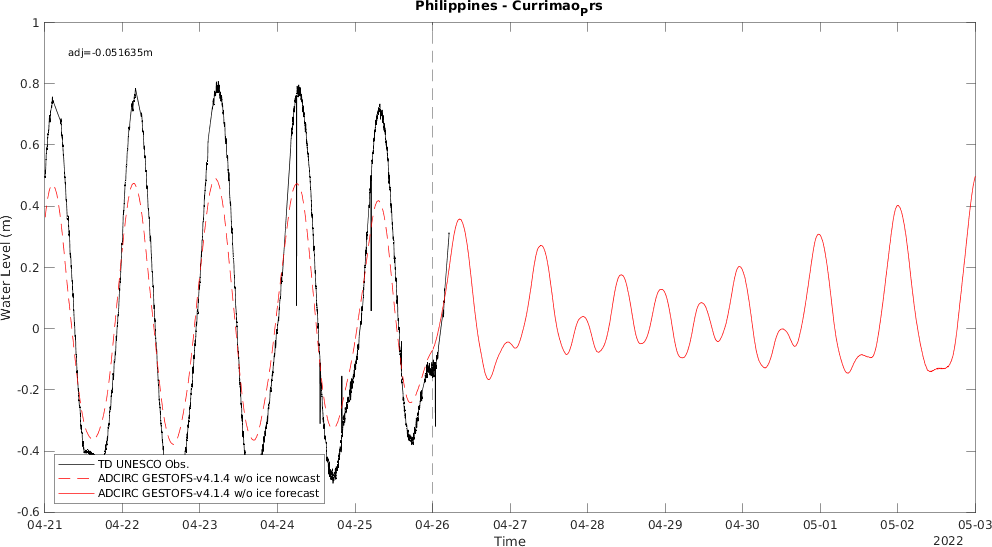 Philippines - Currimaoprs
adj=-0.051635m
Water Level (m)
1
0.8
0.6
0.4
0.2
0
-0.2
-0.4
-0.6
TD UNESCO Obs.
ADCIRC GESTOFS-v4.1.4 w/o ice nowcast
ADCIRC GESTOFS-v4.1.4 w/o ice forecast
04-21 04-22 04-23 04-24 04-25 04-26 04-27 04-28 04-29 04-30 05-01 05-02 05-03
Time
2022